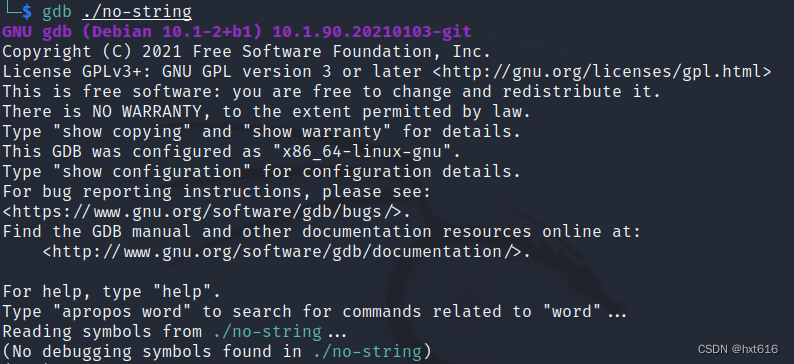 └─$ gdb ./no-string
GNU gdb (Debian 10.1-2+b1) 10.1.90.20210103-git
Copyright (C) 2021 Free Software Foundation, Inc.
License GPLv3+: GNU GPL version 3 or later <http://gnu.org/licenses/gpl.html>
This is free software: you are free to change and redistribute it.
There is NO WARRANTY, to the extent permitted by law.
Type "show copying" and "show warranty" for details.
This GDB was configured as "x86_64-linux-gnu".
Type "show configuration" for configuration details.
For bug reporting instructions, please see:
<https://www.gnu.org/software/gdb/bugs/>.
Find the GDB manual and other documentation resources online at:
    <http://www.gnu.org/software/gdb/documentation/>.

For help, type "help".
Type "apropos word" to search for commands related to "word"...
Reading symbols from ./no-string...
(No debugging symbols found in ./no-string)
CSDN @hxt616